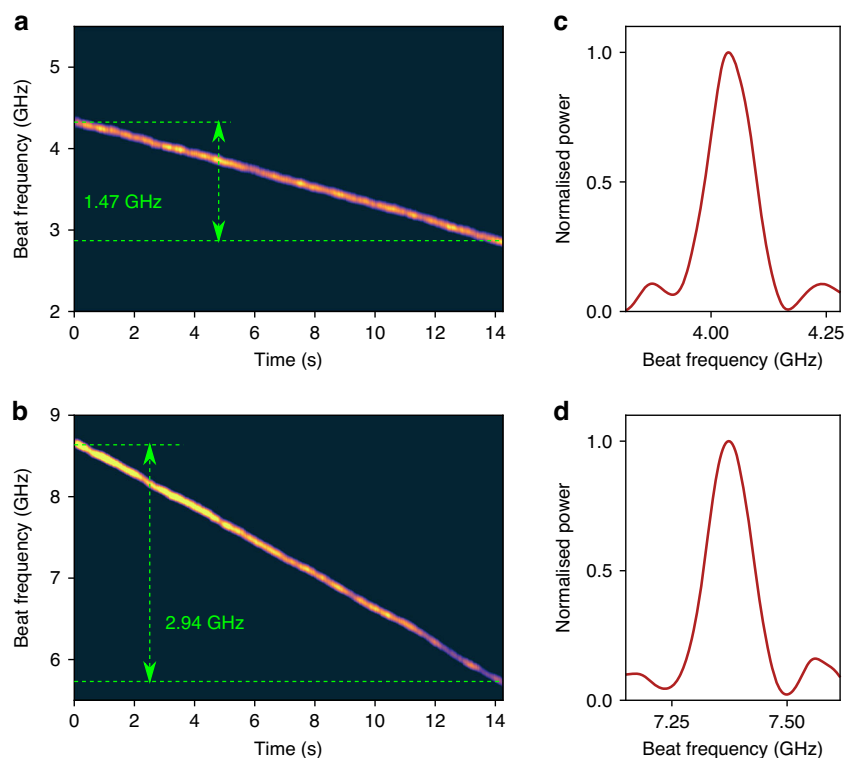 a
Beat frequency (GHz)
5
4
3
2
1.47 GHz
0 2 4 6 8 10 12 14
Time (s)
c
Normalised power
1.0
0.5
0.0
4.00 4.25
Beat frequency (GHz)
b
Beat frequency (GHz)
9
8
7
6
2.94 GHz
0 2 4 6 8 10 12 14
Time (s)
d
Normalised power
1.0
0.5
0.0
7.25 7.50
Beat frequency (GHz)